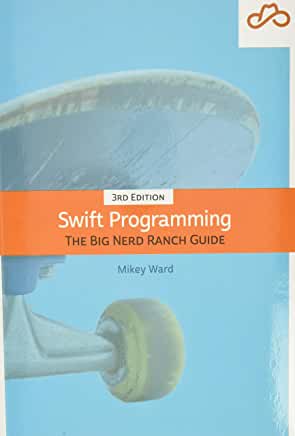 3RD EDITION
Swift Programming
THE BIG NERD RANCH GUIDE
Mikey Ward